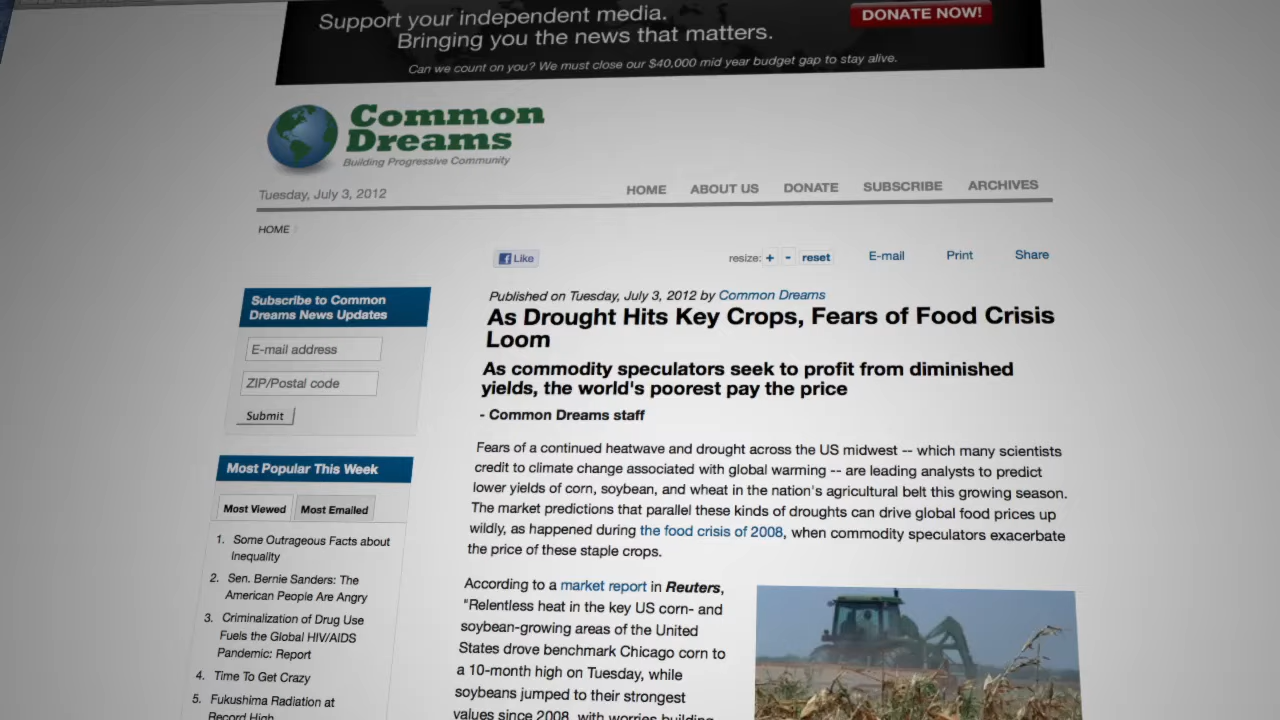 Support your independent media.
Bringing you the news that matters.
DONATE NOW!
Can we count on you? We must close our $40,000 mid year budget gap to stay alive.
Common
Dreams
Building Progressive Community
Tuesday, July 3, 2012
HOME ABOUT US DONATE SUBSCRIBE ARCHIVES
HOME
Like
resize: + - reset E-mail Print Share
Subscribe to Common
Dreams News Updates
E-mail address
ZIP/Postal code
Submit
Most Popular This Week
Most Viewed Most Emailed
1. Some Outrageous Facts about
Inequality
2. Sen. Bernie Sanders: The
American People Are Angry
3. Criminalization of Drug Use
Fuels the Global HIV/AIDS
Pandemic: Report
4. Time To Get Crazy
5. Fukushima Radiation at
Record High
Published on Tuesday, July 3, 2012 by Common Dreams
As Drought Hits Key Crops, Fears of Food Crisis
Loom
As commodity speculators seek to profit from diminished
yields, the world's poorest pay the price
- Common Dreams staff
Fears of a continued heatwave and drought across the US midwest -- which many scientists
credit to climate change associated with global warming -- are leading analysts to predict
lower yields of corn, soybean, and wheat in the nation's agricultural belt this growing season.
The market predictions that parallel these kinds of droughts can drive global food prices up
wildly, as happened during the food crisis of 2008, when commodity speculators exacerbate
the price of these staple crops.
According to a market report in Reuters,
"Relentless heat in the key US corn- and
soybean-growing areas of the United
States drove benchmark Chicago corn to
a 10-month high on Tuesday, while
soybeans jumped to their strongest
values since 2008, with worries building